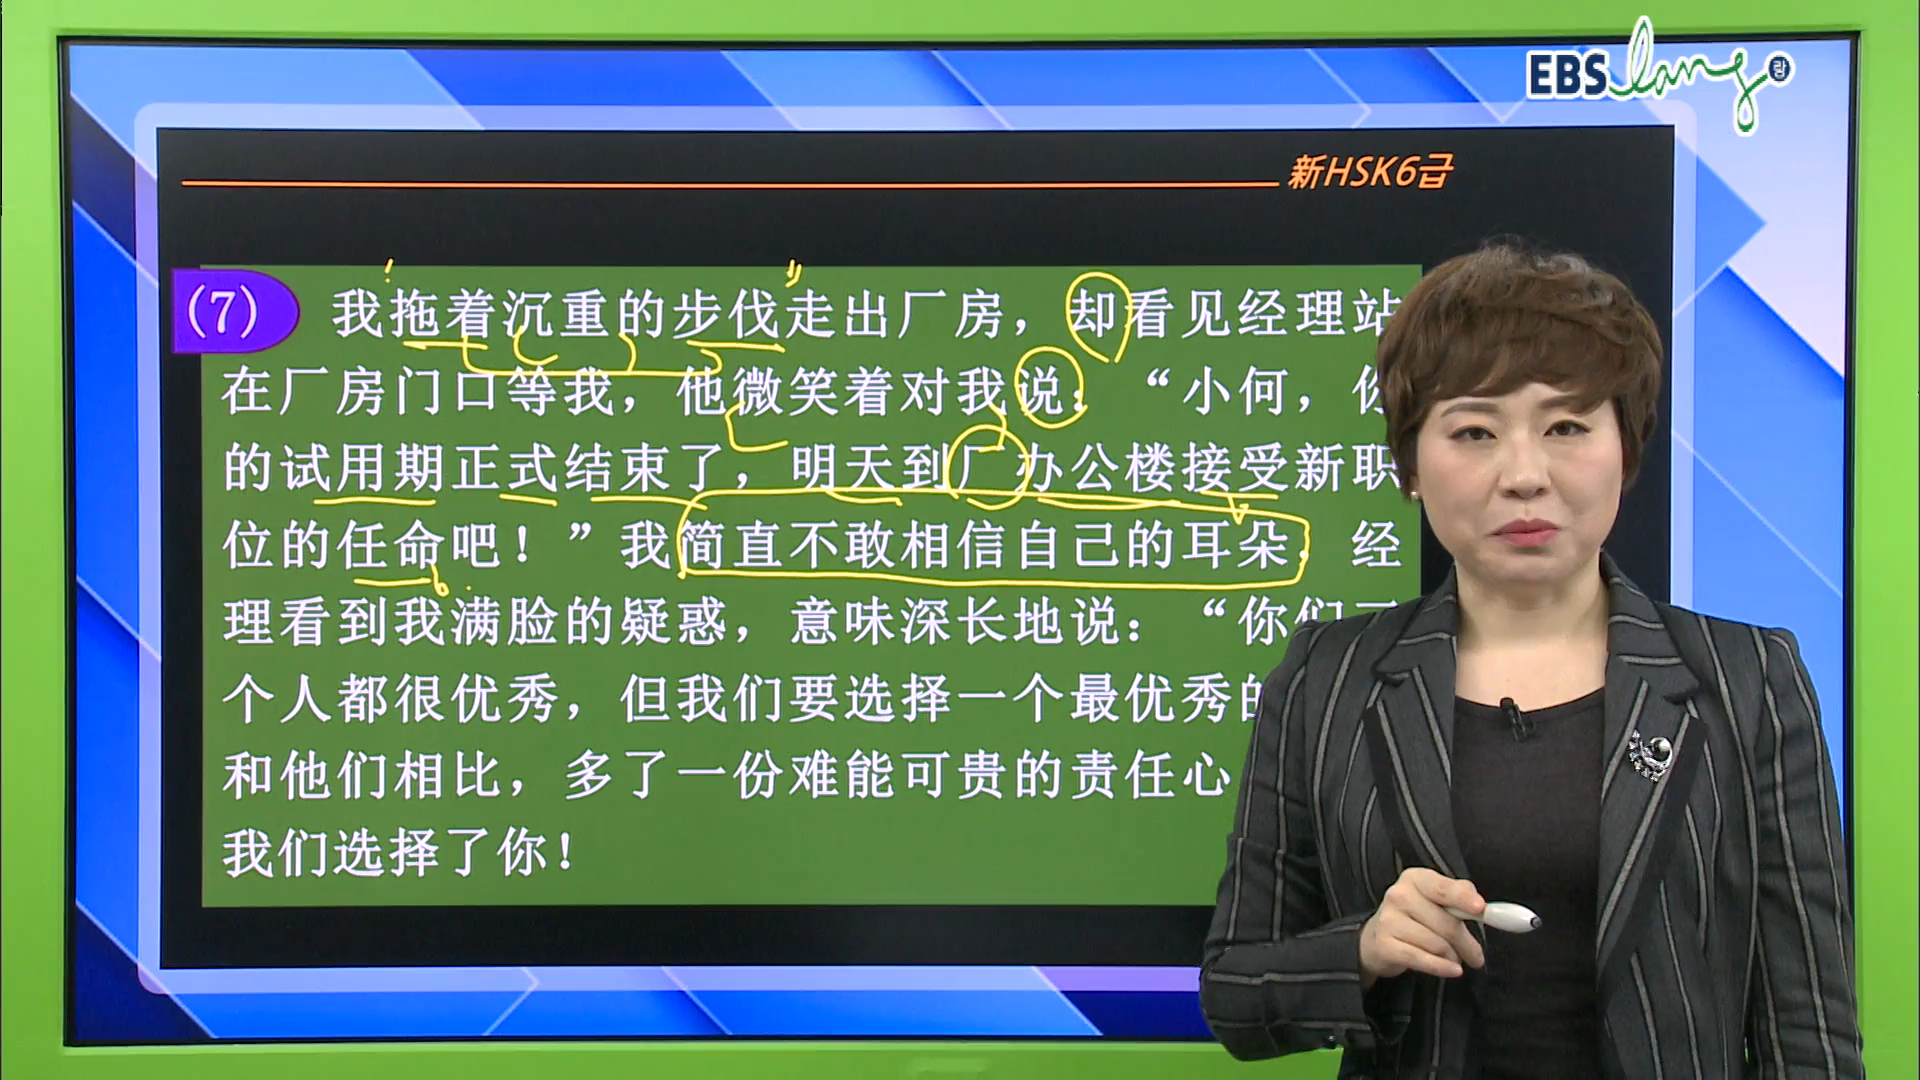 EBS lang 랑
新HSK6급
(7) 我拖着沉重的步伐走出厂房，却看见经理站
在厂房门口等我，他微笑着对我说：“小何，你
的试用期正式结束了，明天到厂办公楼接受新职
位的任命吧！”我简直不敢相信自己的耳朵，经
理看到我满脸的疑惑，意味深长地说：“你们三
个人都很优秀，但我们要选择一个最优秀的
和他们相比，多了一份难能可贵的责任心
我们选择了你！